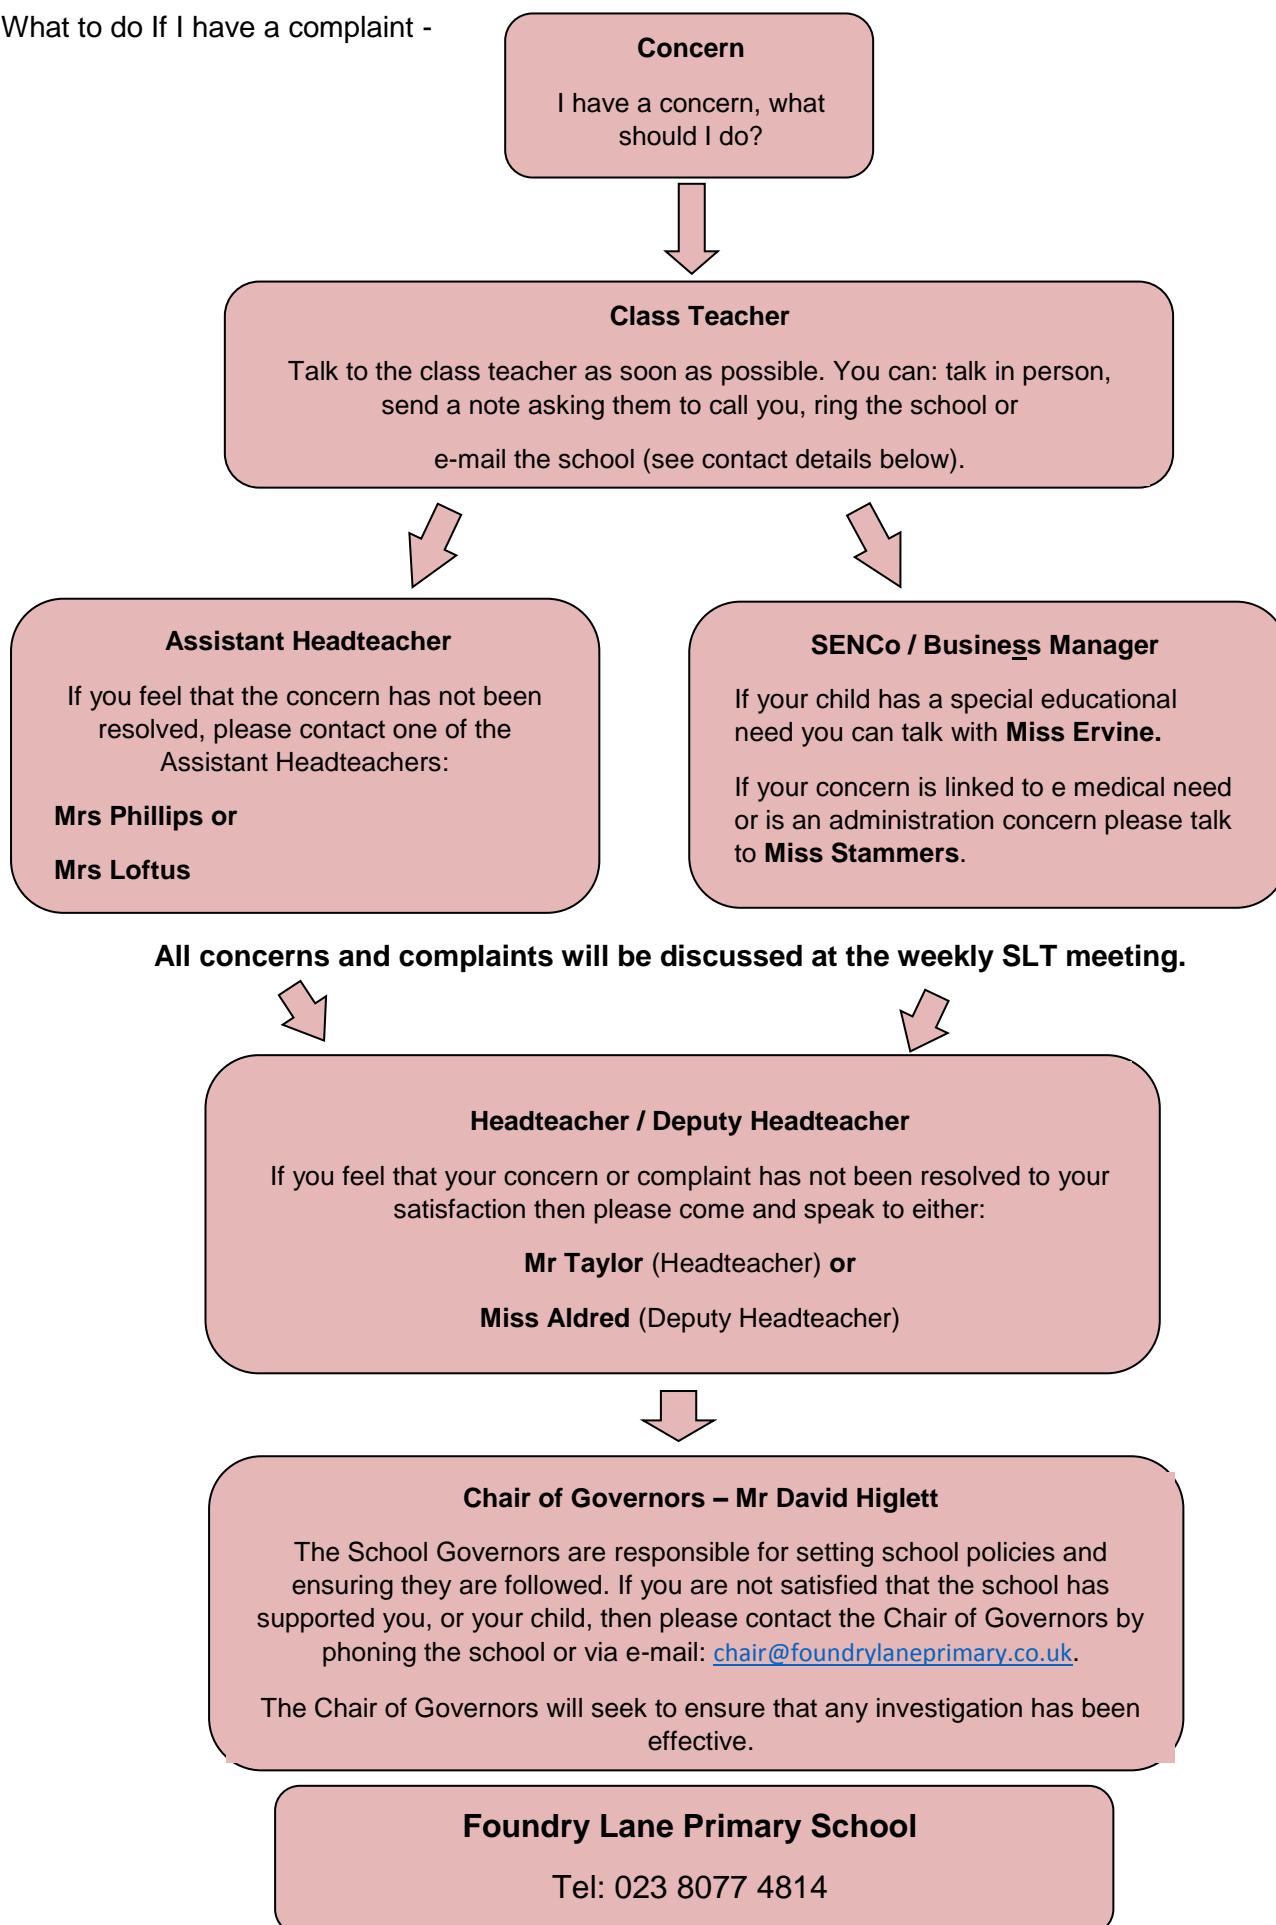 What to do If I have a complaint -
Concern
I have a concern, what
should I do?
Class Teacher
Talk to the class teacher as soon as possible. You can: talk in person,
send a note asking them to call you, ring the school or
e-mail the school (see contact details below).
Assistant Headteacher
If you feel that the concern has not been
resolved, please contact one of the
Assistant Headteachers:
Mrs Phillips or
Mrs Loftus
SENCo / Business Manager
If your child has a special educational
need you can talk with Miss Ervine.
If your concern is linked to e medical need
or is an administration concern please talk
to Miss Stammers.
All concerns and complaints will be discussed at the weekly SLT meeting.
Headteacher / Deputy Headteacher
If you feel that your concern or complaint has not been resolved to your
satisfaction then please come and speak to either:
Mr Taylor (Headteacher) or
Miss Aldred (Deputy Headteacher)
Chair of Governors – Mr David Higlett
The School Governors are responsible for setting school policies and
ensuring they are followed. If you are not satisfied that the school has
supported you, or your child, then please contact the Chair of Governors by
phoning the school or via e-mail: chair@foundrylaneprimary.co.uk.
The Chair of Governors will seek to ensure that any investigation has been
effective.
Foundry Lane Primary School
Tel: 023 8077 4814